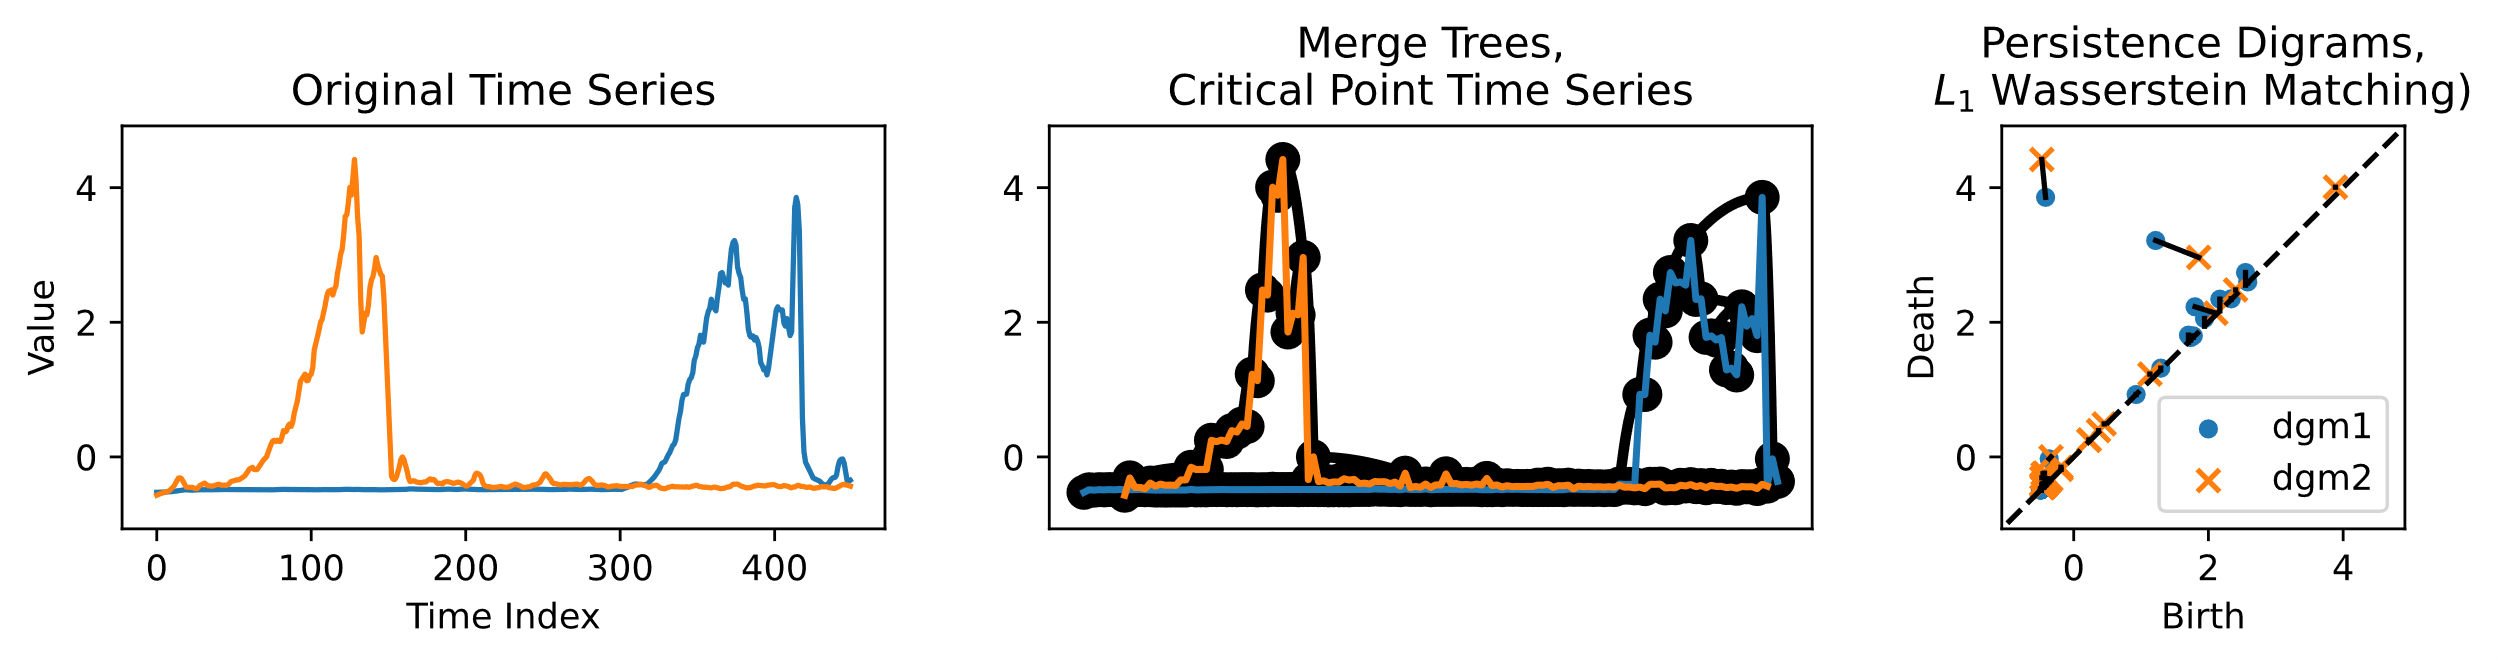 Original Time Series
Value
4
2
0
0 100 200 300 400
Time Index
Merge Trees,
Critical Point Time Series
4
2
0
Persistence Digrams,
L1 Wasserstein Matching)
Death
4
2
0
dgm1
dgm2
0 2 4
Birth